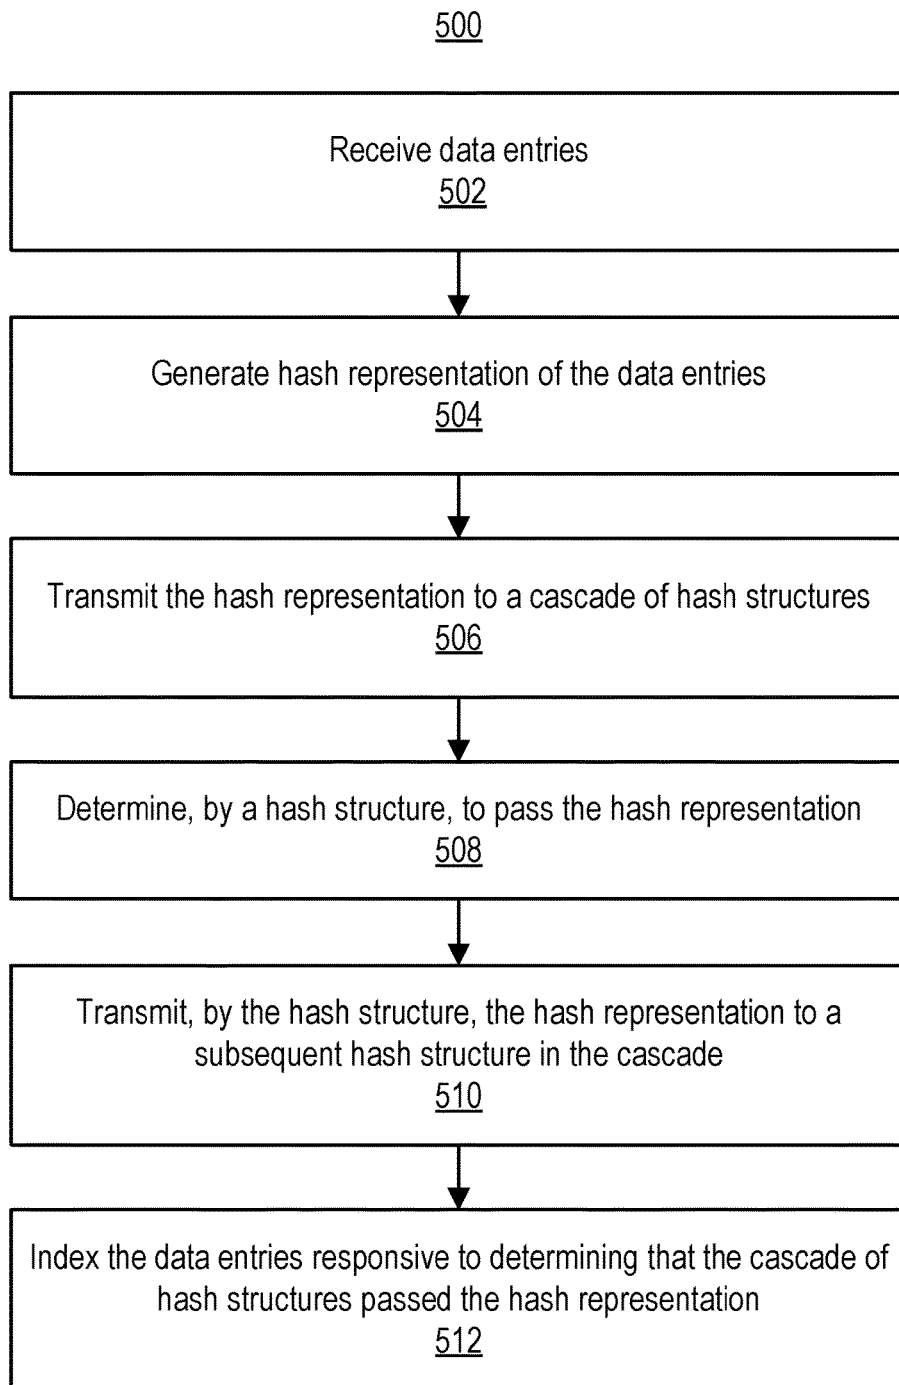 500
Receive data entries
502
Generate hash representation of the data entries
504
Transmit the hash representation to a cascade of hash structures
506
Determine, by a hash structure, to pass the hash representation
508
Transmit, by the hash structure, the hash representation to a
subsequent hash structure in the cascade
510
Index the data entries responsive to determining that the cascade of
hash structures passed the hash representation
512